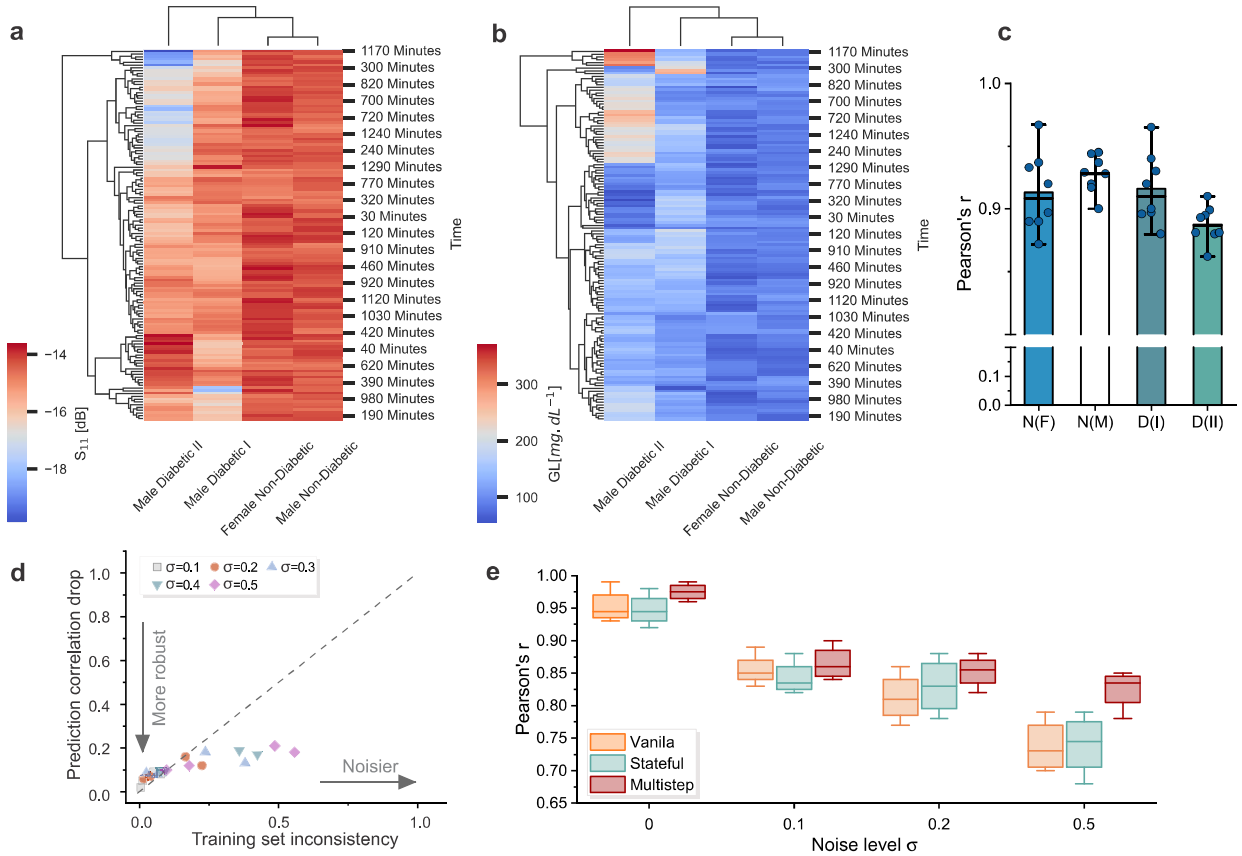 a
1170 Minutes
300 Minutes
820 Minutes
700 Minutes
720 Minutes
1240 Minutes
240 Minutes
1290 Minutes
770 Minutes
320 Minutes
30 Minutes
120 Minutes
910 Minutes
460 Minutes
920 Minutes
1120 Minutes
1030 Minutes
420 Minutes
40 Minutes
620 Minutes
390 Minutes
980 Minutes
190 Minutes
Time
−14
−16
−18
S₁₁ [dB]
Male Diabetic II
Male Diabetic I
Female Non-Diabetic
Male Non-Diabetic
b
1170 Minutes
300 Minutes
820 Minutes
700 Minutes
720 Minutes
1240 Minutes
240 Minutes
1290 Minutes
770 Minutes
320 Minutes
30 Minutes
120 Minutes
910 Minutes
460 Minutes
920 Minutes
1120 Minutes
1030 Minutes
420 Minutes
40 Minutes
620 Minutes
390 Minutes
980 Minutes
190 Minutes
Time
300
200
100
GL[mg.dL⁻¹]
Male Diabetic II
Male Diabetic I
Female Non-Diabetic
Male Non-Diabetic
c
1.0
0.9
0.1
0.0
Pearson's r
N(F) N(M) D(I) D(II)
d
σ=0.1 σ=0.2 σ=0.3
σ=0.4 σ=0.5
1.0
0.8
0.6
0.4
0.2
0.0
Prediction correlation drop
More robust
Noisier
0.0 0.5 1.0
Training set inconsistency
e
1.00
0.95
0.90
0.85
0.80
0.75
0.70
0.65
Pearson's r
Vanila
Stateful
Multistep
0 0.1 0.2 0.5
Noise level σ